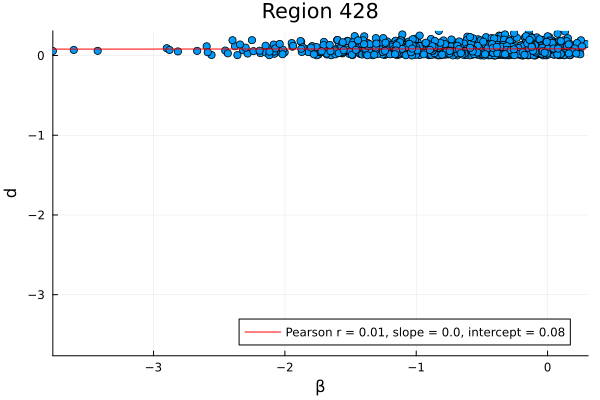 Region 428
0
−1
−2
−3
d
Pearson r = 0.01, slope = 0.0, intercept = 0.08
−3 −2 −1 0
β